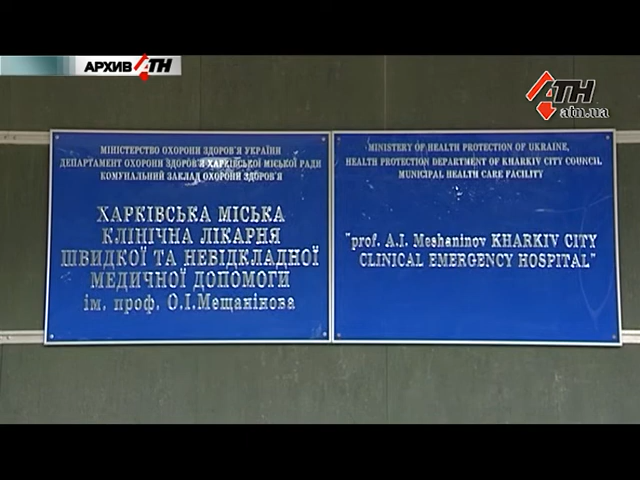 АРХИВ АТН
АТН
atn.ua
МІНІСТЕРСТВО ОХОРОНИ ЗДОРОВ'Я УКРАЇНИ
ДЕПАРТАМЕНТ ОХОРОНИ ЗДОРОВ'Я ХАРКІВСЬКОЇ МІСЬКОЇ РАДИ
КОМУНАЛЬНИЙ ЗАКЛАД ОХОРОНИ ЗДОРОВ'Я
ХАРКІВСЬКА МІСЬКА
КЛІНІЧНА ЛІКАРНЯ
ШВИДКОЇ ТА НЕВІДКЛАДНОЇ
МЕДИЧНОЇ ДОПОМОГИ
ім. проф. О.І.Мещанінова
MINISTERY OF HEALTH PROTECTION OF UKRAINE,
HEALTH PROTECTION DEPARTMENT OF KHARKIV CITY COUNCIL
MUNICIPAL HEALTH CARE FACILITY
"prof. A.I. Meshaninov KHARKIV CITY
CLINICAL EMERGENCY HOSPITAL"